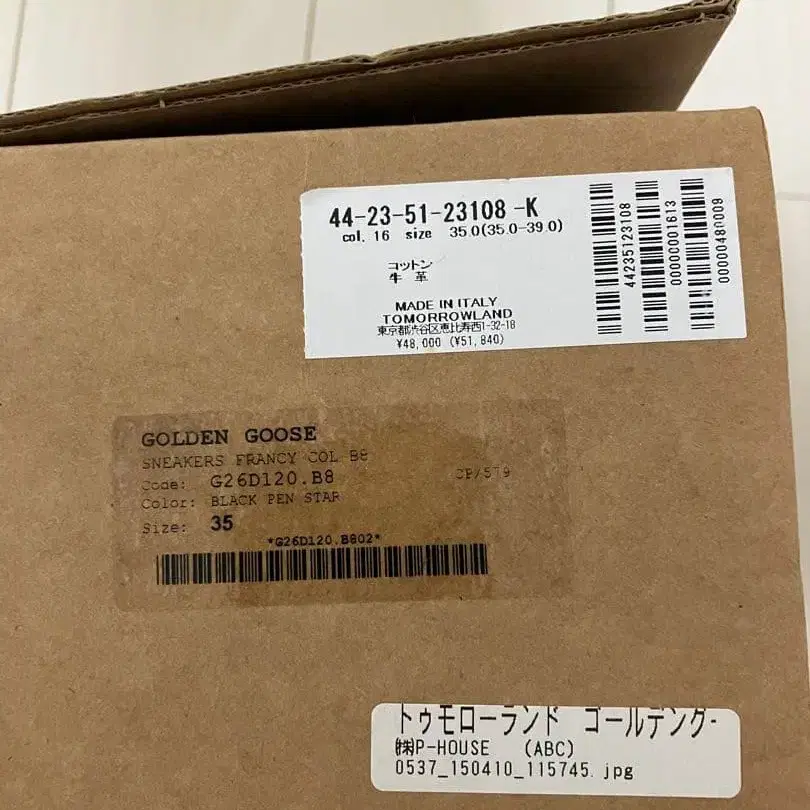 44-23-51-23108 -K
col. 16 size 35.0(35.0-39.0)
コットン
牛 革
MADE IN ITALY
TOMORROWLAND
東京都渋谷区恵比寿西1-32-18
¥48,000 (¥51,840)
44235123108
00000001613
00000480009
GOLDEN GOOSE
SNEAKERS FRANCY COL B8
Code: G26D120.B8 CP/579
Color: BLACK PEN STAR
Size: 35
*G26D120.B802*
トゥモローランド ゴールデング-
㈱P-HOUSE (ABC)
0537_150410_115745.jpg